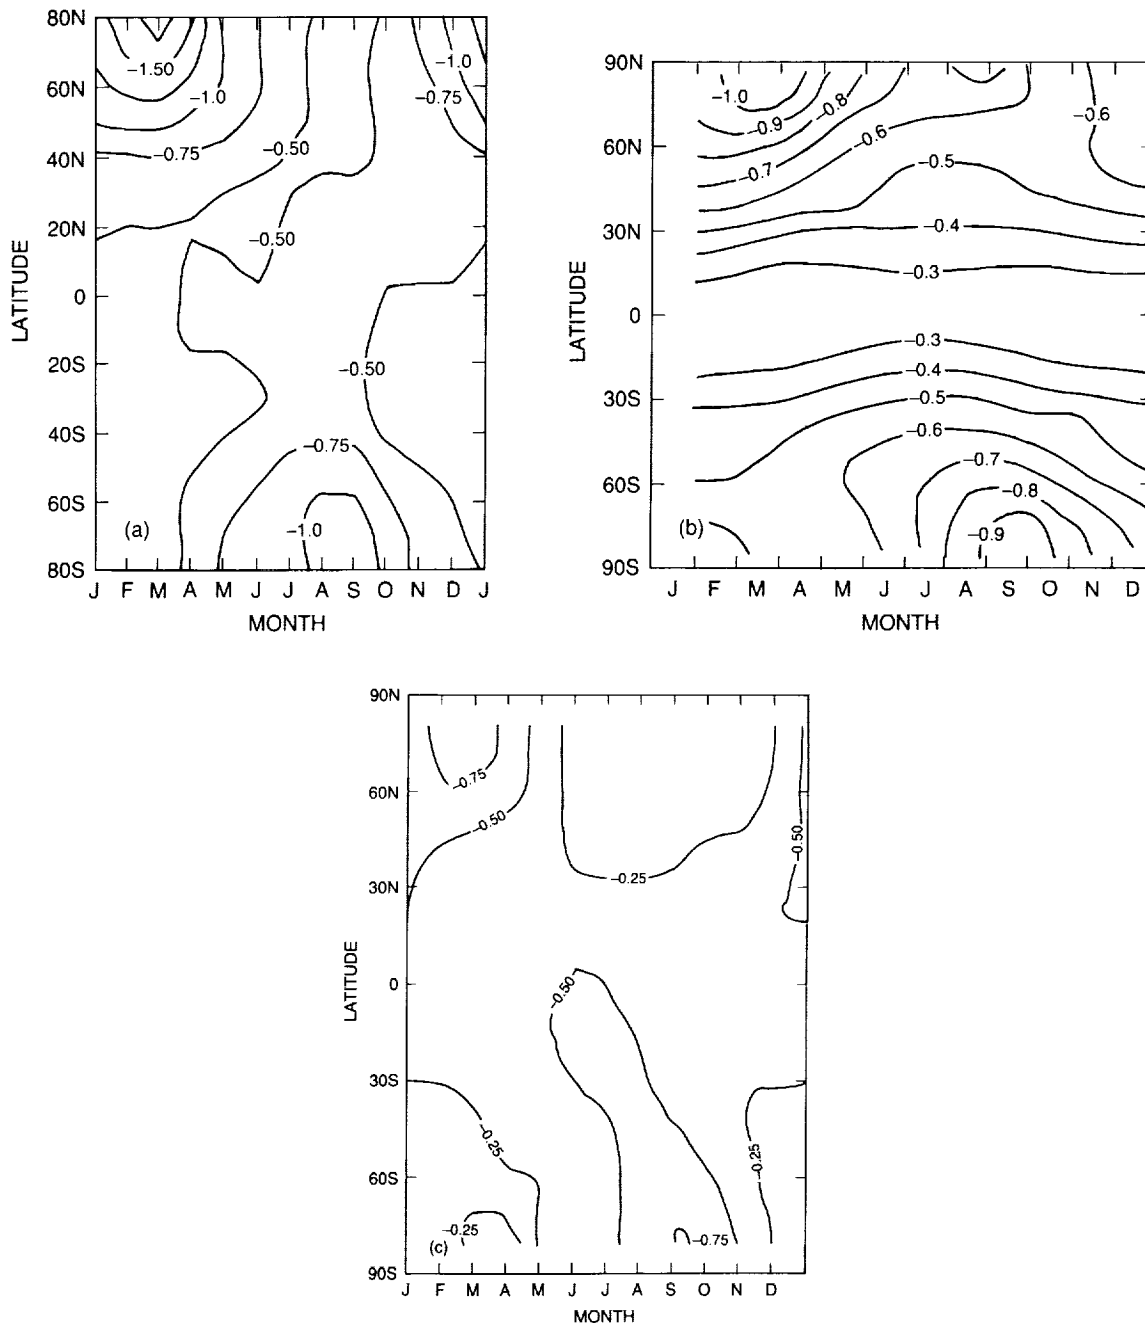 80N
60N
40N
20N
0
20S
40S
60S
80S
LATITUDE
−1.50
−1.0
−0.75
−0.50
−0.50
−1.0
−0.75
−0.50
−0.75
−1.0
(a)
J F M A M J J A S O N D J
MONTH
90N
60N
30N
0
30S
60S
90S
LATITUDE
−1.0
−0.9
−0.8
−0.7
−0.6
−0.6
−0.5
−0.4
−0.3
−0.3
−0.4
−0.5
−0.6
−0.7
−0.8
−0.9
(b)
J F M A M J J A S O N D
MONTH
90N
60N
30N
0
30S
60S
90S
LATITUDE
−0.75
−0.50
−0.25
−0.50
−0.50
−0.25
−0.25
−0.25
−0.75
(c)
J F M A M J J A S O N D
MONTH